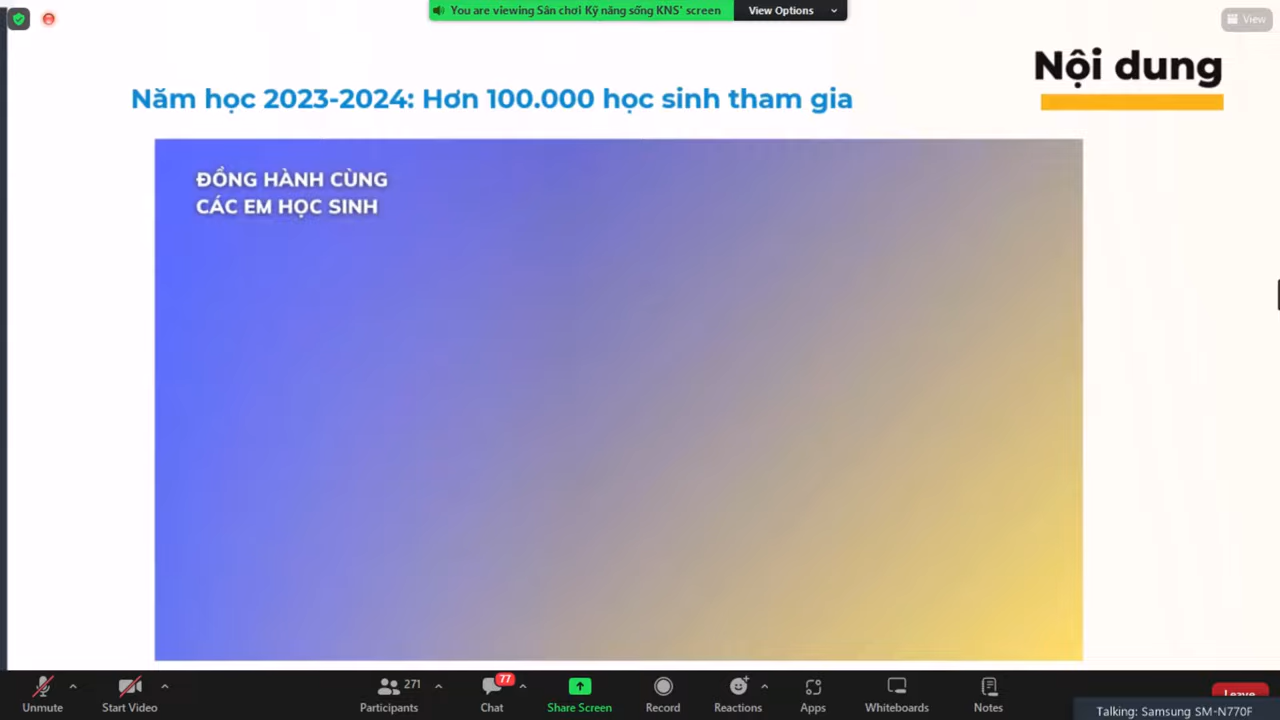 You are viewing Sân chơi Kỹ năng sống KNS' screen
View Options
View
Nội dung
Năm học 2023-2024: Hơn 100.000 học sinh tham gia
ĐỒNG HÀNH CÙNG
CÁC EM HỌC SINH
271
77
Unmute
Start Video
Participants
Chat
Share Screen
Record
Reactions
Apps
Whiteboards
Notes
Leave
Talking: Samsung SM-N770F